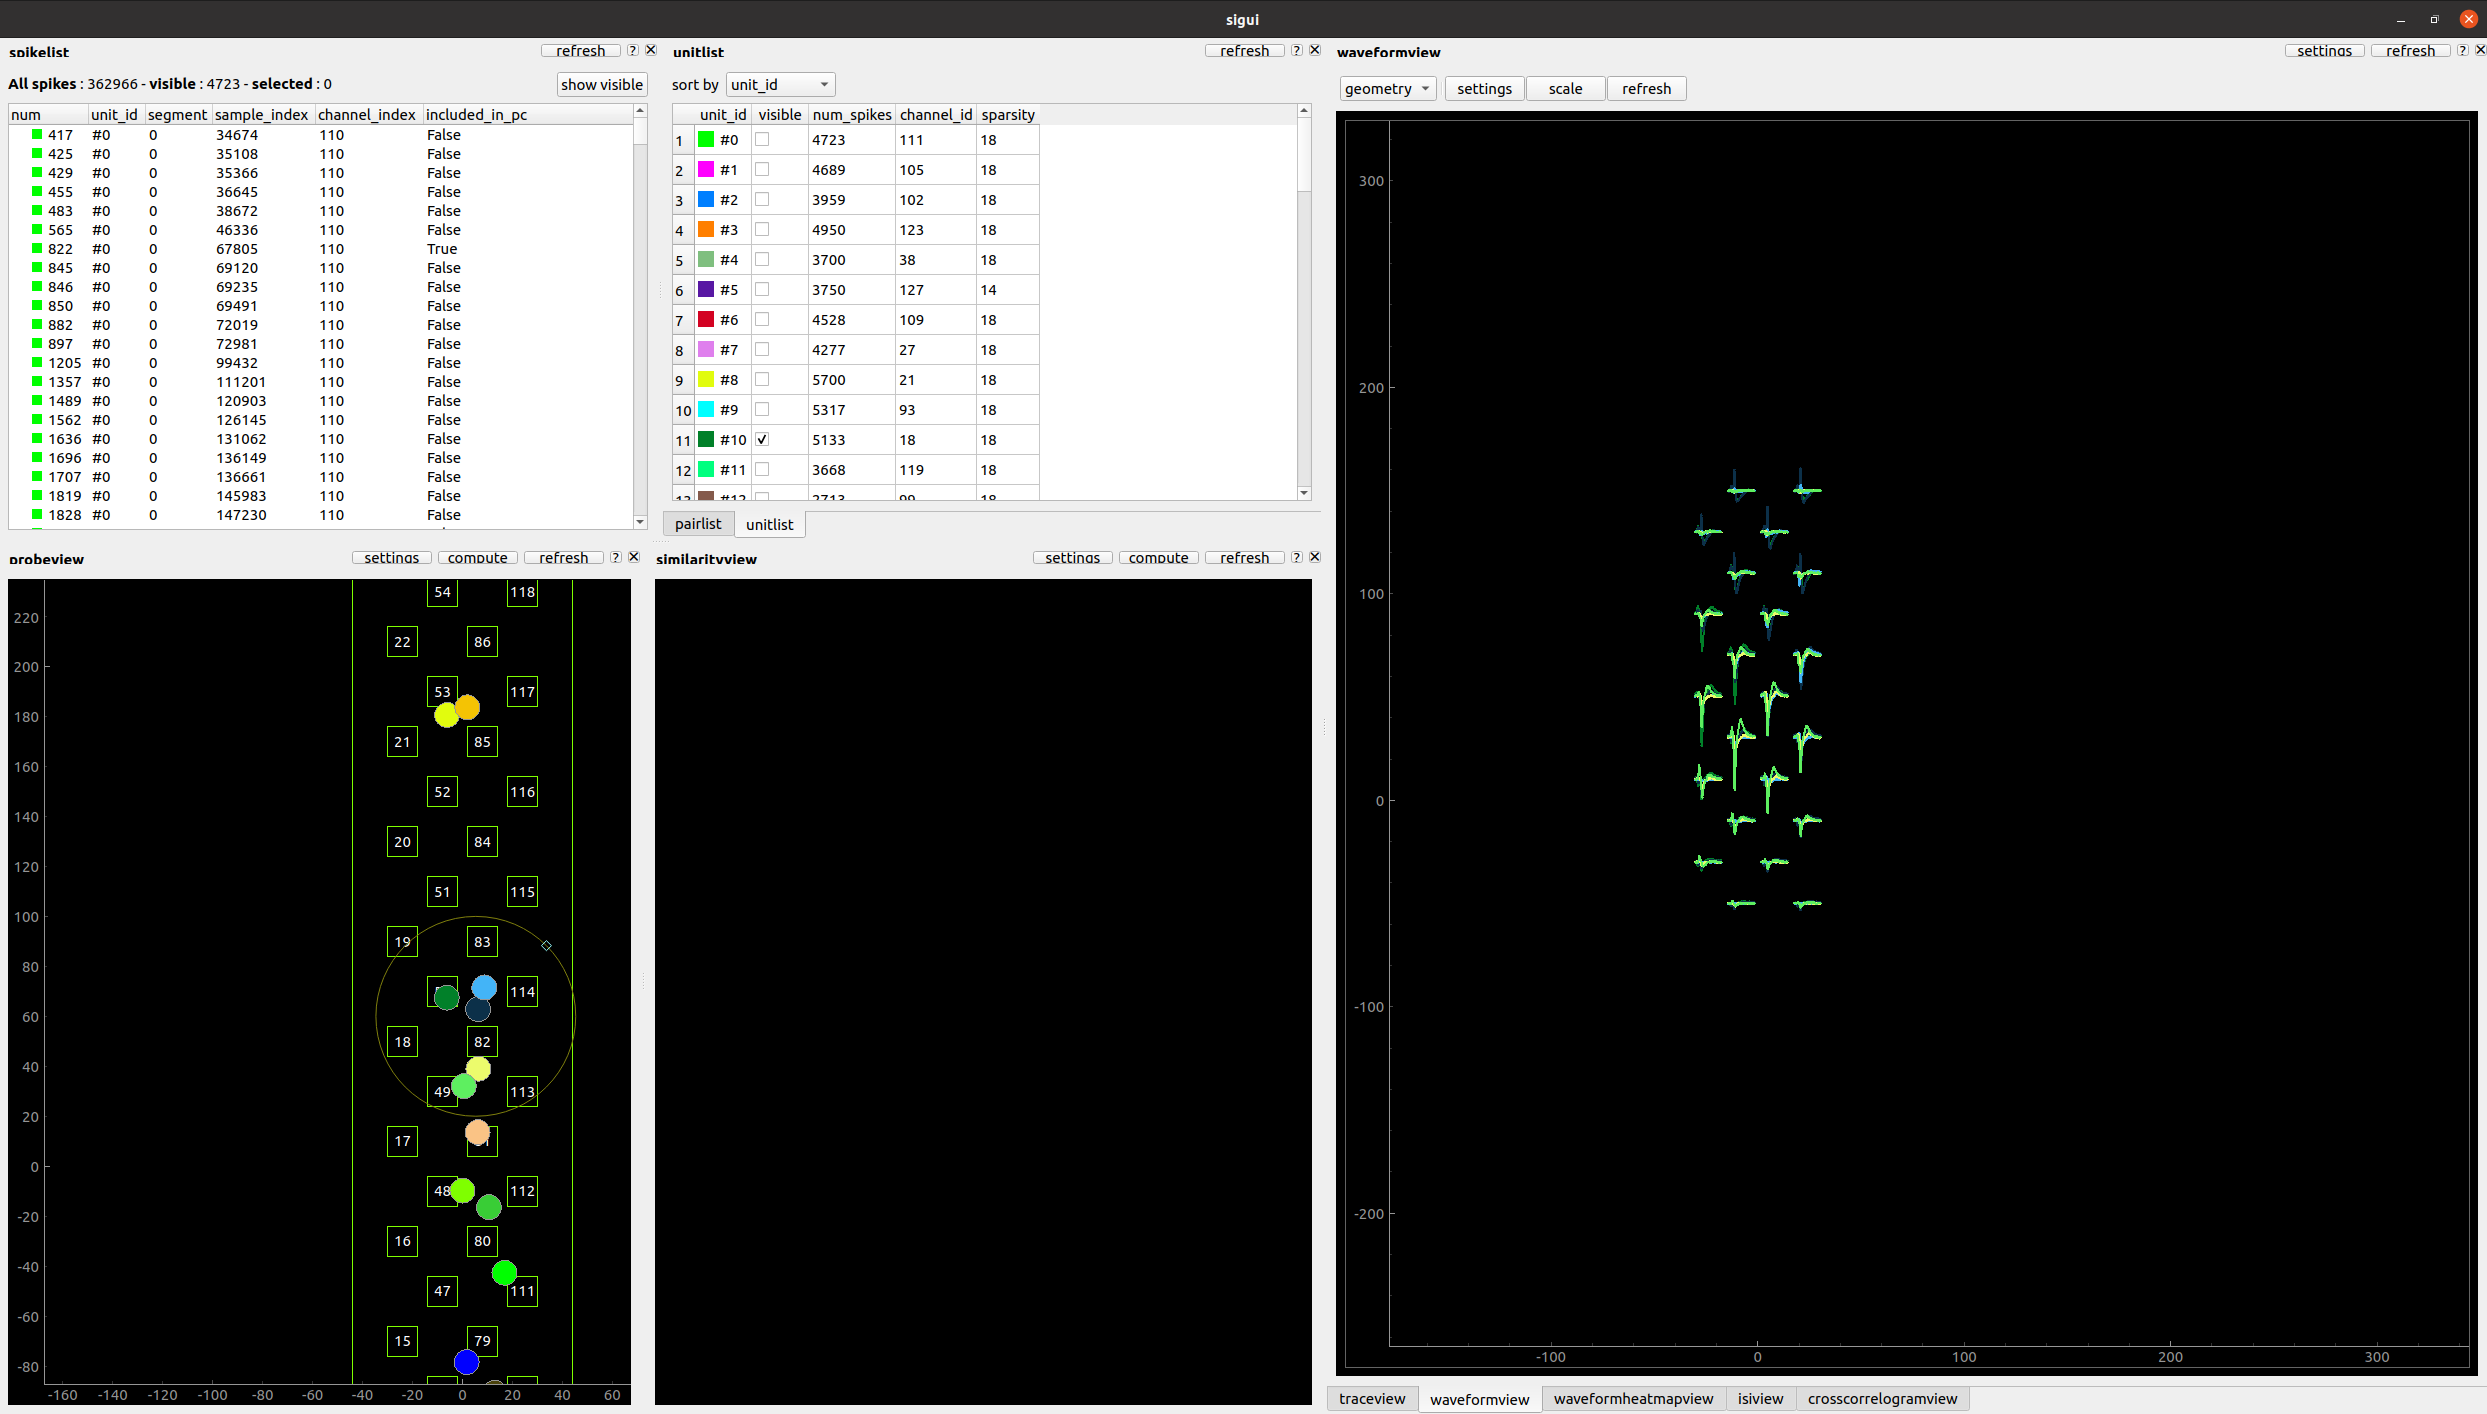 sigui
spikelist refresh ?
All spikes : 362966 - visible : 4723 - selected : 0 show visible
num unit_id segment sample_index channel_index included_in_pc
417 #0 0 34674 110 False
425 #0 0 35108 110 False
429 #0 0 35366 110 False
455 #0 0 36645 110 False
483 #0 0 38672 110 False
565 #0 0 46336 110 False
822 #0 0 67805 110 True
845 #0 0 69120 110 False
846 #0 0 69235 110 False
850 #0 0 69491 110 False
882 #0 0 72019 110 False
897 #0 0 72981 110 False
1205 #0 0 99432 110 False
1357 #0 0 111201 110 False
1489 #0 0 120903 110 False
1562 #0 0 126145 110 False
1636 #0 0 131062 110 False
1696 #0 0 136149 110 False
1707 #0 0 136661 110 False
1819 #0 0 145983 110 False
1828 #0 0 147230 110 False
unitlist refresh ?
sort by unit_id
unit_id visible num_spikes channel_id sparsity
1 #0 4723 111 18
2 #1 4689 105 18
3 #2 3959 102 18
4 #3 4950 123 18
5 #4 3700 38 18
6 #5 3750 127 14
7 #6 4528 109 18
8 #7 4277 27 18
9 #8 5700 21 18
10 #9 5317 93 18
11 #10 5133 18 18
12 #11 3668 119 18
13 #12 2713 99 18
pairlist unitlist
probeview settings compute refresh ?
54 118
220
22 86
200
53 117
180
21 85
160
52 116
140
20 84
120
51 115
100
19 83
80
114
60
18 82
40
49 113
20
17
0
48 112
-20
16 80
-40
47 111
-60
15 79
-80
-160 -140 -120 -100 -80 -60 -40 -20 0 20 40 60
similarityview settings compute refresh ?
waveformview settings refresh ?
geometry settings scale refresh
300
200
100
0
-100
-200
-100 0 100 200 300
traceview waveformview waveformheatmapview isiview crosscorrelogramview